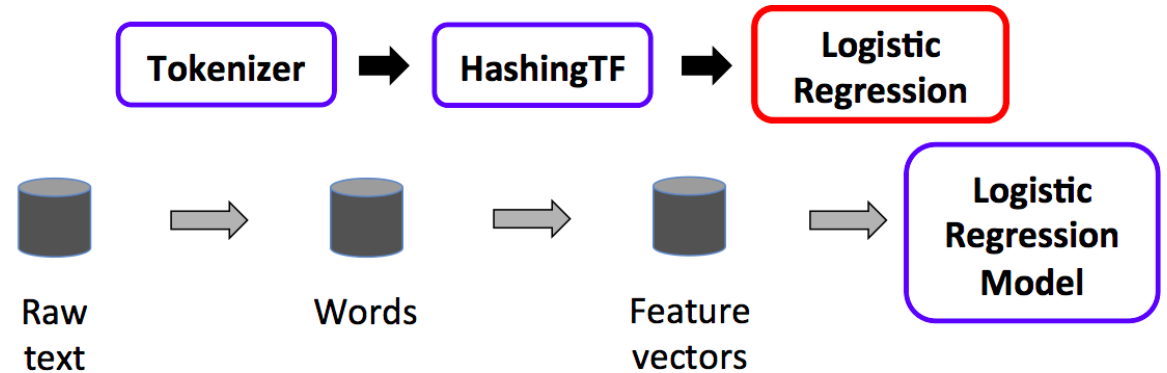 Tokenizer
HashingTF
Logistic
Regression
Raw
text
Words
Feature
vectors
Logistic
Regression
Model